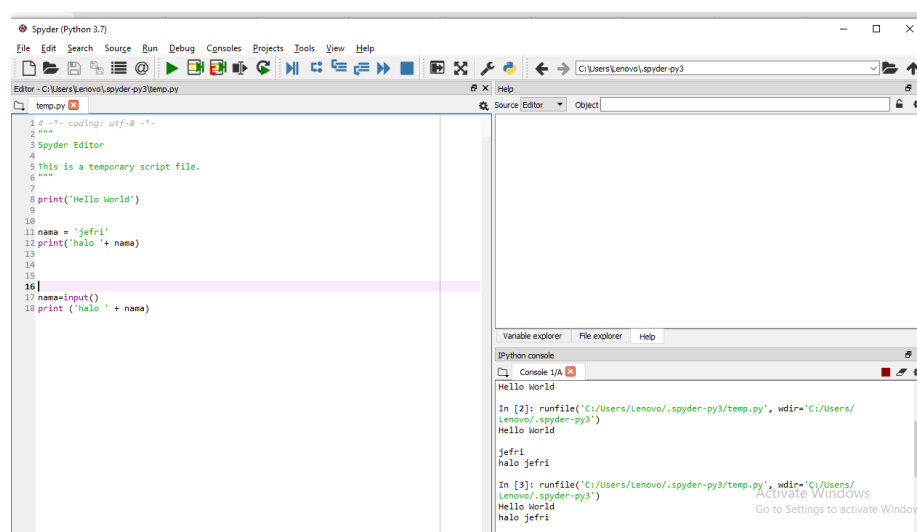 Spyder (Python 3.7)
File Edit Search Source Run Debug Consoles Projects Tools View Help
C:\Users\Lenovo\.spyder-py3
Editor - C:\Users\Lenovo\.spyder-py3\temp.py
temp.py
1 # -*- coding: utf-8 -*-
2 """
3 Spyder Editor
4
5 This is a temporary script file.
6 """
7
8 print('Hello World')
9
10
11 nama = 'jefri'
12 print('halo '+ nama)
13
14
15
16
17 nama=input()
18 print ('halo ' + nama)
Help
Source Editor Object
Variable explorer File explorer Help
IPython console
Console 1/A
Hello World
In [2]: runfile('C:/Users/Lenovo/.spyder-py3/temp.py', wdir='C:/Users/
Lenovo/.spyder-py3')
Hello World
jefri
halo jefri
In [3]: runfile('C:/Users/Lenovo/.spyder-py3/temp.py', wdir='C:/Users/
Lenovo/.spyder-py3')
Hello World
halo jefri
Activate Windows
Go to Settings to activate Window